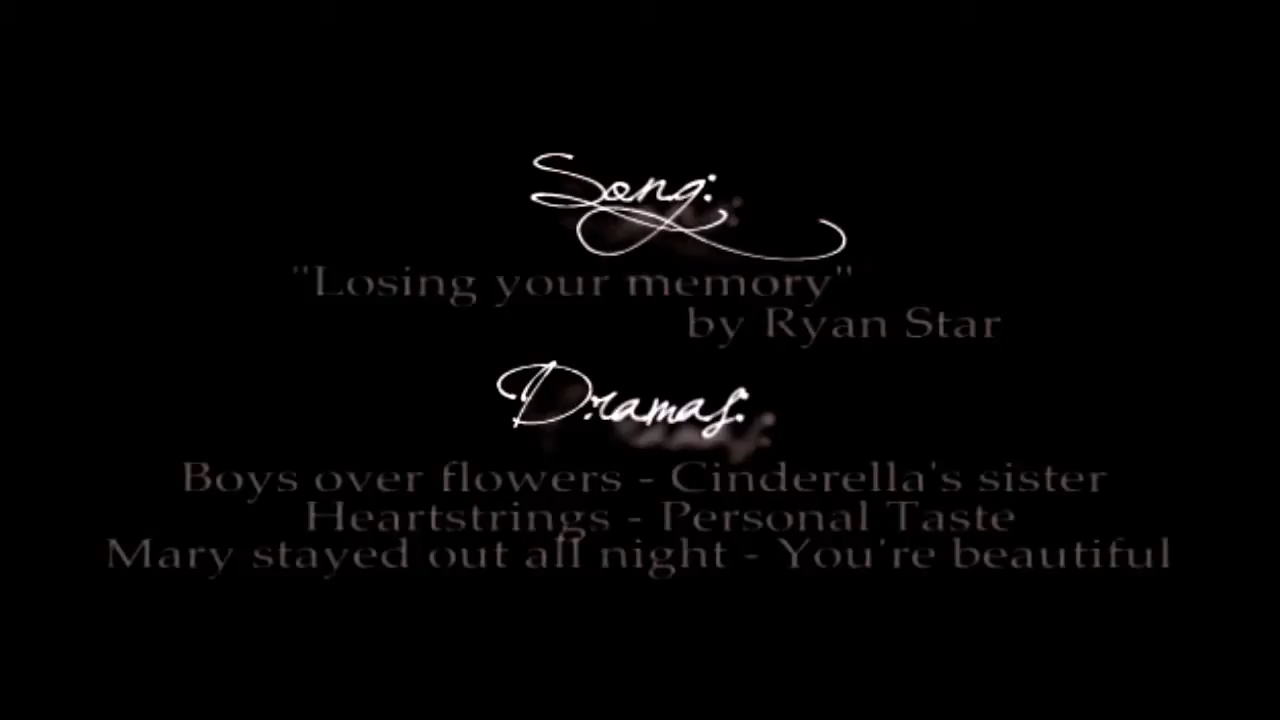 Song:
"Losing your memory"
by Ryan Star
Dramas:
Boys over flowers - Cinderella's sister
Heartstrings - Personal Taste
Mary stayed out all night - You're beautiful